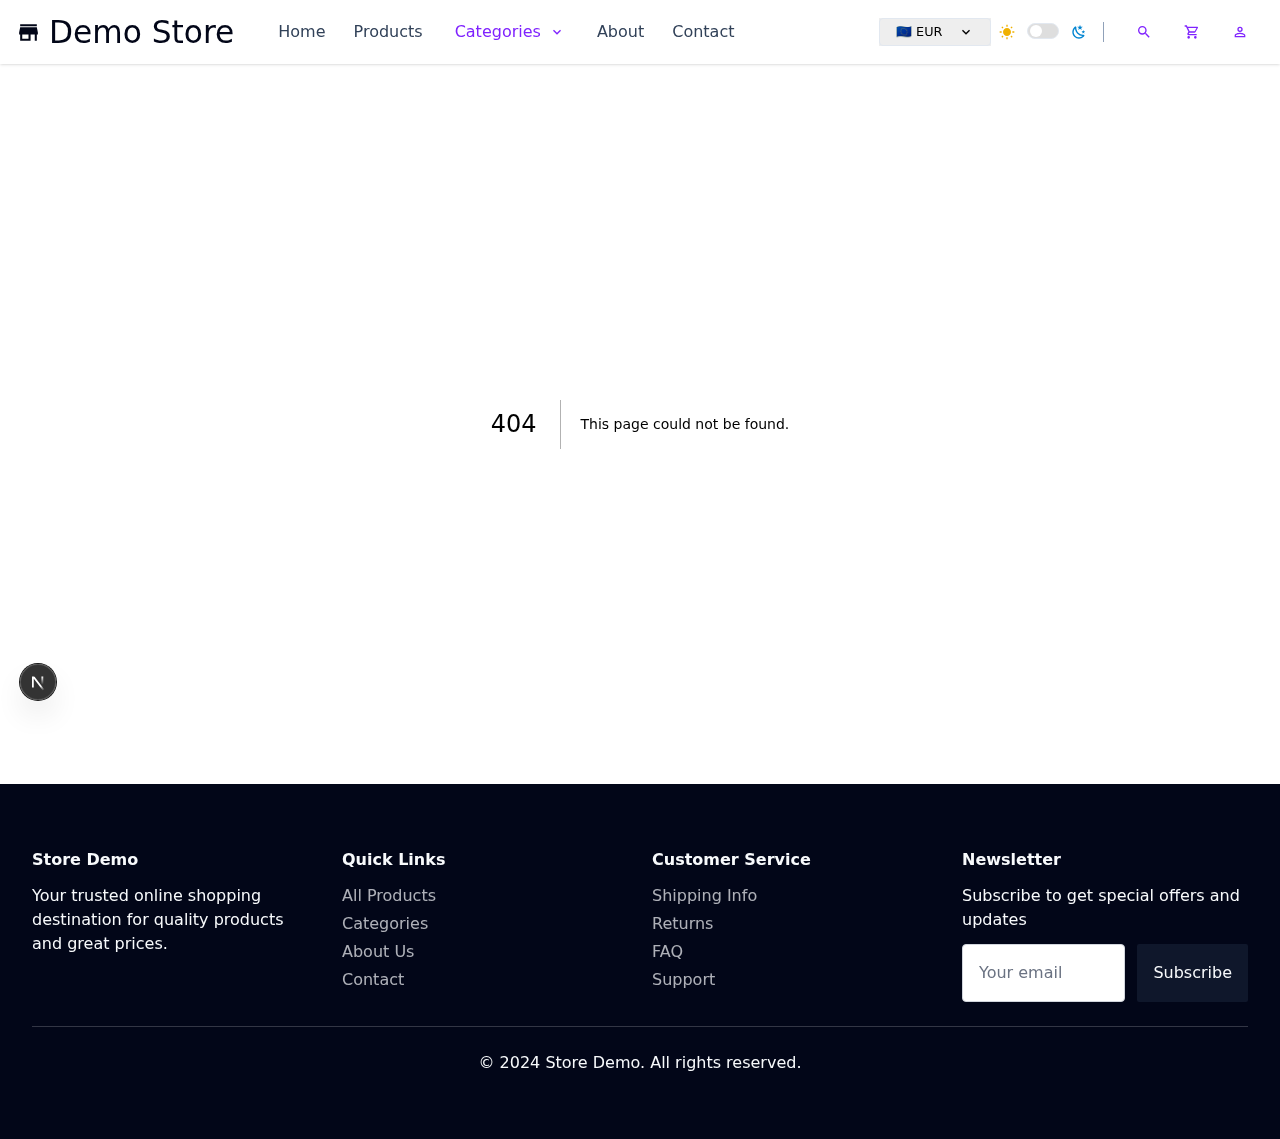 Demo Store
Home
Products
Categories
About
Contact
🇪🇺 EUR
404
This page could not be found.
N
Store Demo
Your trusted online shopping
destination for quality products
and great prices.
Quick Links
All Products
Categories
About Us
Contact
Customer Service
Shipping Info
Returns
FAQ
Support
Newsletter
Subscribe to get special offers and
updates
Your email
Subscribe
© 2024 Store Demo. All rights reserved.